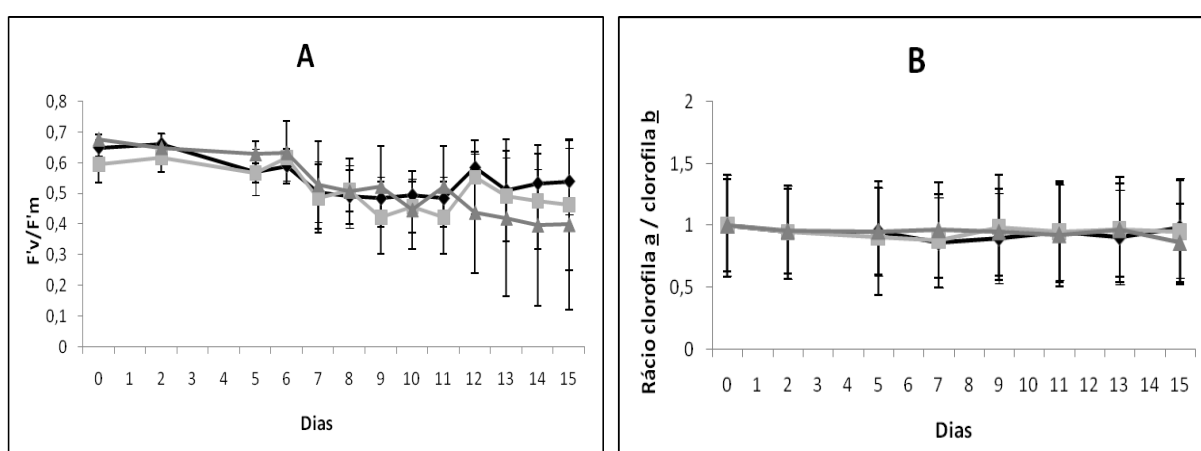 A
F'v/F'm
0,8
0,7
0,6
0,5
0,4
0,3
0,2
0,1
0
0 1 2 3 4 5 6 7 8 9 10 11 12 13 14 15
Dias
B
Rácio clorofila a / clorofila b
2
1,5
1
0,5
0
0 1 2 3 4 5 6 7 8 9 10 11 12 13 14 15
Dias